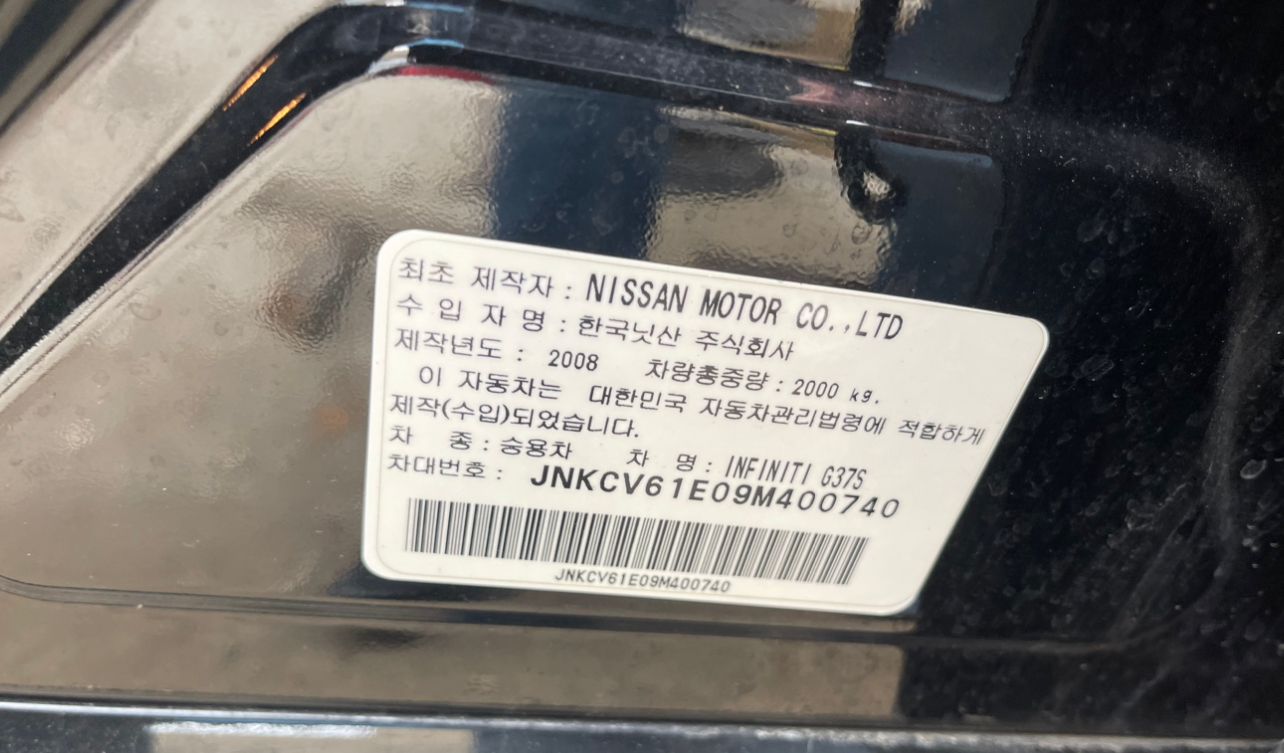 최초 제작자 : NISSAN MOTOR CO.,LTD
수 입 자 명 : 한국닛산 주식회사
제작년도 : 2008 차량총중량 : 2000 kg.
이 자동차는 대한민국 자동차관리법령에 적합하게
제작(수입)되었습니다.
차 종 : 승용차 차 명 : INFINITI G37S
차대번호 : JNKCV61E09M400740
JNKCV61E09M400740